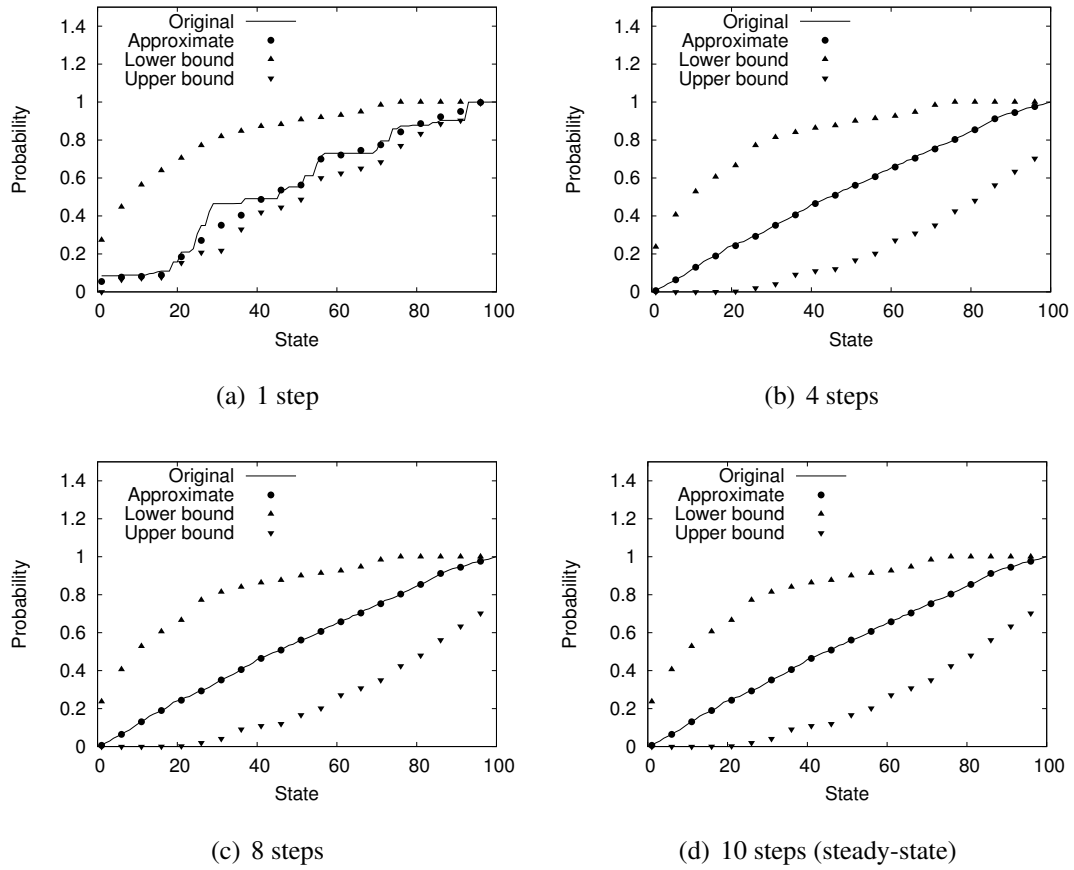 1.4
1.2
1
0.8
0.6
0.4
0.2
0
Probability
Original
Approximate
Lower bound
Upper bound
0 20 40 60 80 100
State
(a) 1 step
1.4
1.2
1
0.8
0.6
0.4
0.2
0
Probability
Original
Approximate
Lower bound
Upper bound
0 20 40 60 80 100
State
(b) 4 steps
1.4
1.2
1
0.8
0.6
0.4
0.2
0
Probability
Original
Approximate
Lower bound
Upper bound
0 20 40 60 80 100
State
(c) 8 steps
1.4
1.2
1
0.8
0.6
0.4
0.2
0
Probability
Original
Approximate
Lower bound
Upper bound
0 20 40 60 80 100
State
(d) 10 steps (steady-state)